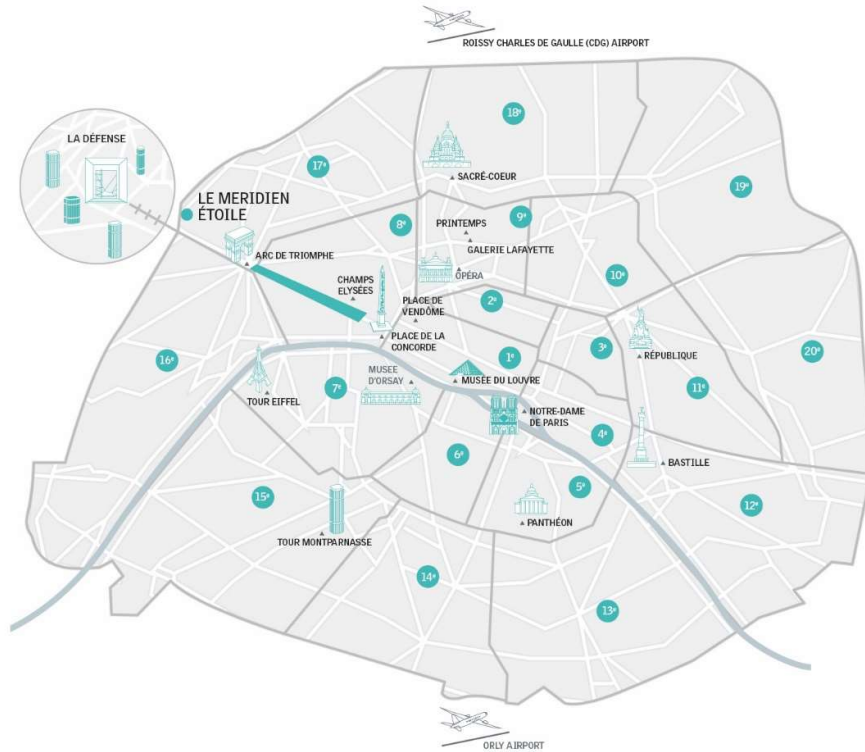 ROISSY CHARLES DE GAULLE (CDG) AIRPORT
18ᵉ
LA DÉFENSE
17ᵉ
SACRÉ-COEUR
19ᵉ
LE MERIDIEN
ÉTOILE
8ᵉ
9ᵉ
PRINTEMPS
GALERIE LAFAYETTE
ARC DE TRIOMPHE
OPÉRA
10ᵉ
CHAMPS
ELYSÉES
2ᵉ
PLACE DE
VENDÔME
PLACE DE LA
CONCORDE
3ᵉ
20ᵉ
16ᵉ
1ᵉ
RÉPUBLIQUE
MUSEE
D'ORSAY
MUSÉE DU LOUVRE
7ᵉ
11ᵉ
TOUR EIFFEL
NOTRE-DAME
DE PARIS
4ᵉ
6ᵉ
BASTILLE
5ᵉ
15ᵉ
12ᵉ
PANTHÉON
TOUR MONTPARNASSE
14ᵉ
13ᵉ
ORLY AIRPORT